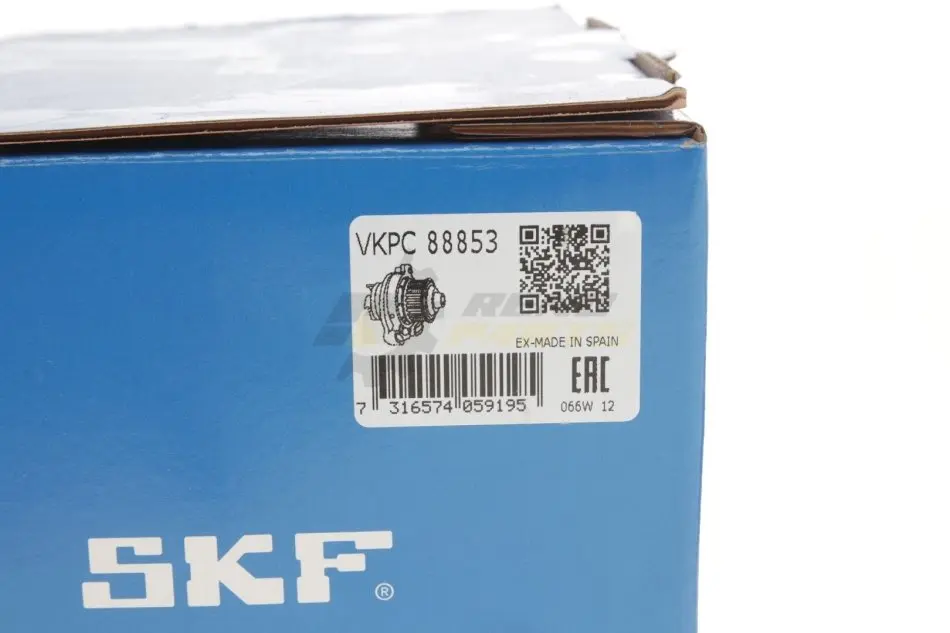 VKPC 88853
EX-MADE IN SPAIN
EAC
7 316574 059195
066W 12
SKF
®